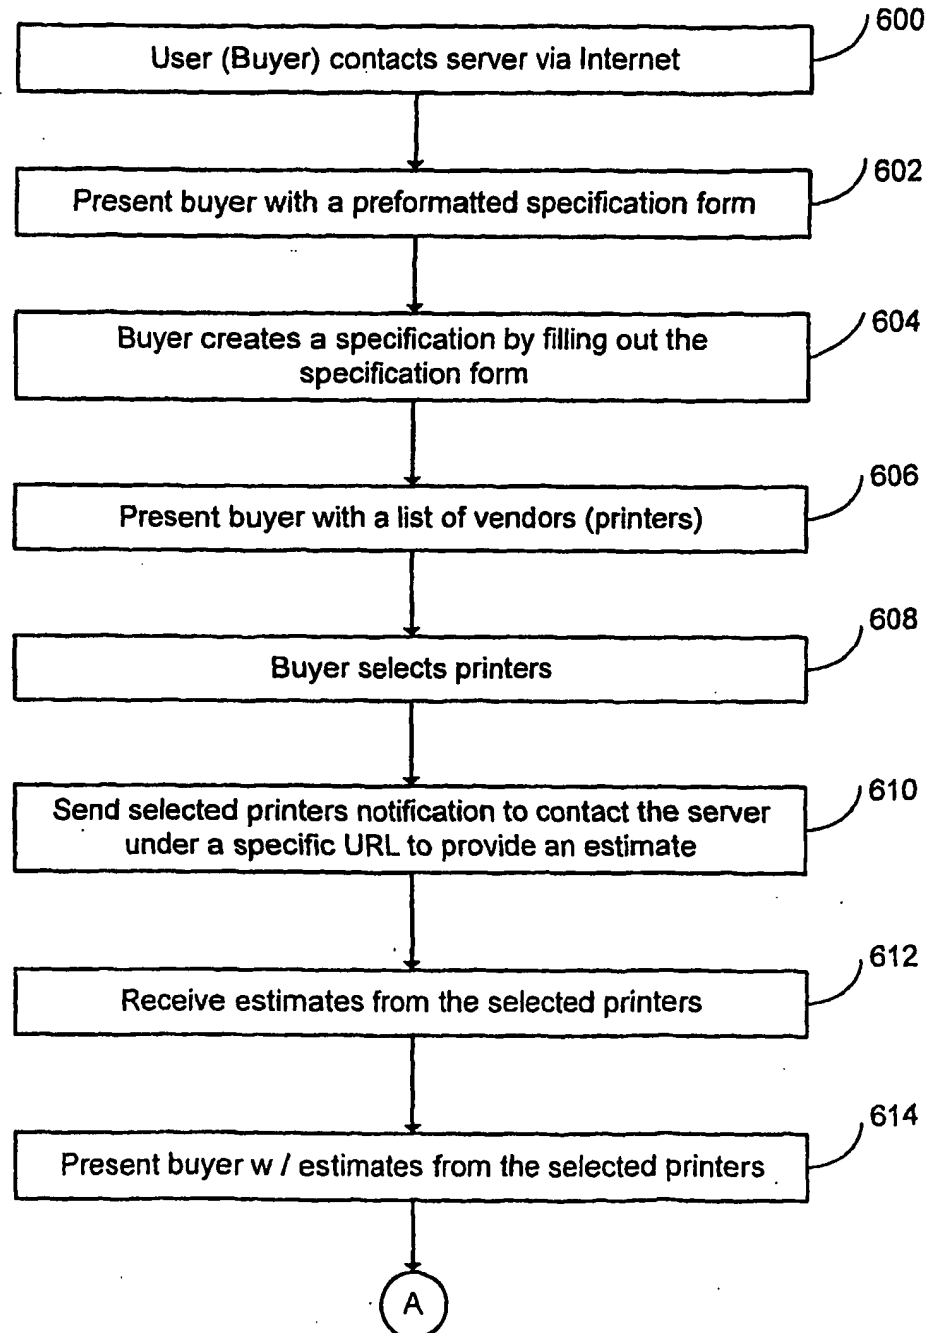 600
User (Buyer) contacts server via Internet
602
Present buyer with a preformatted specification form
604
Buyer creates a specification by filling out the
specification form
606
Present buyer with a list of vendors (printers)
608
Buyer selects printers
610
Send selected printers notification to contact the server
under a specific URL to provide an estimate
612
Receive estimates from the selected printers
614
Present buyer w / estimates from the selected printers
A